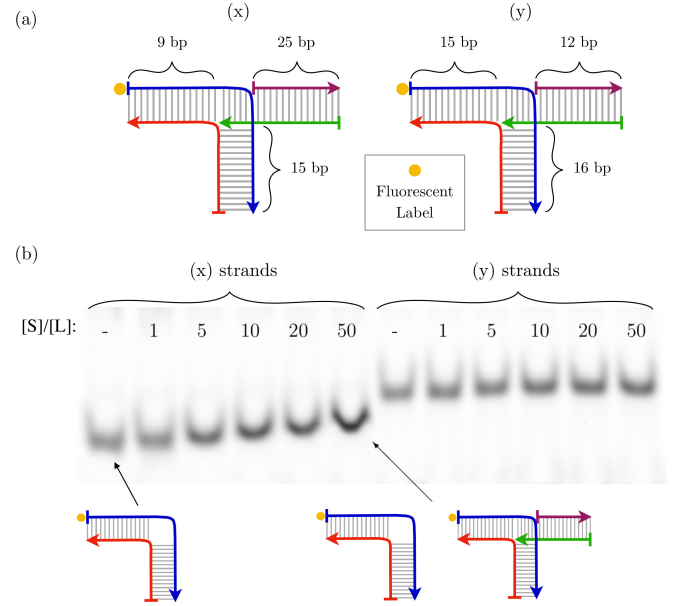 (a)
(x)
(y)
9 bp
25 bp
15 bp
12 bp
15 bp
16 bp
Fluorescent
Label
(b)
(x) strands
(y) strands
[S]/[L]:
- 1 5 10 20 50
- 1 5 10 20 50